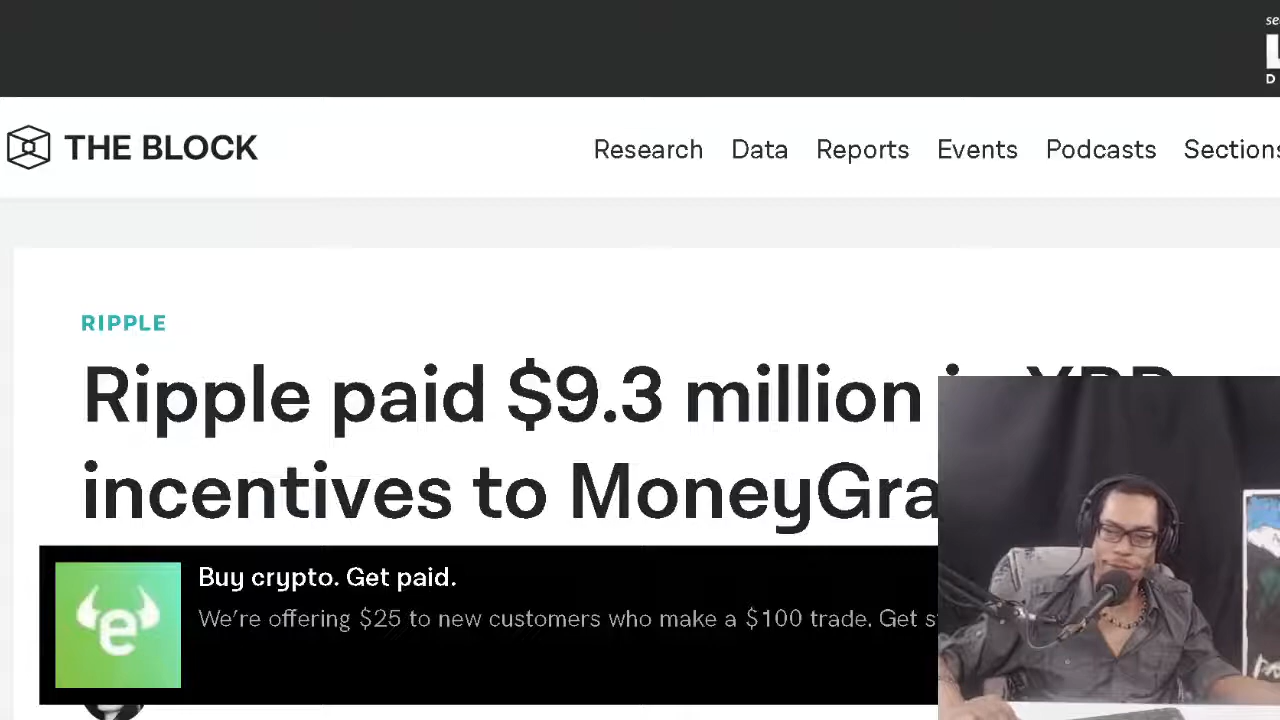 THE BLOCK
Research Data Reports Events Podcasts Sections
RIPPLE
Ripple paid $9.3 million
incentives to MoneyGra
Buy crypto. Get paid.
We're offering $25 to new customers who make a $100 trade. Get